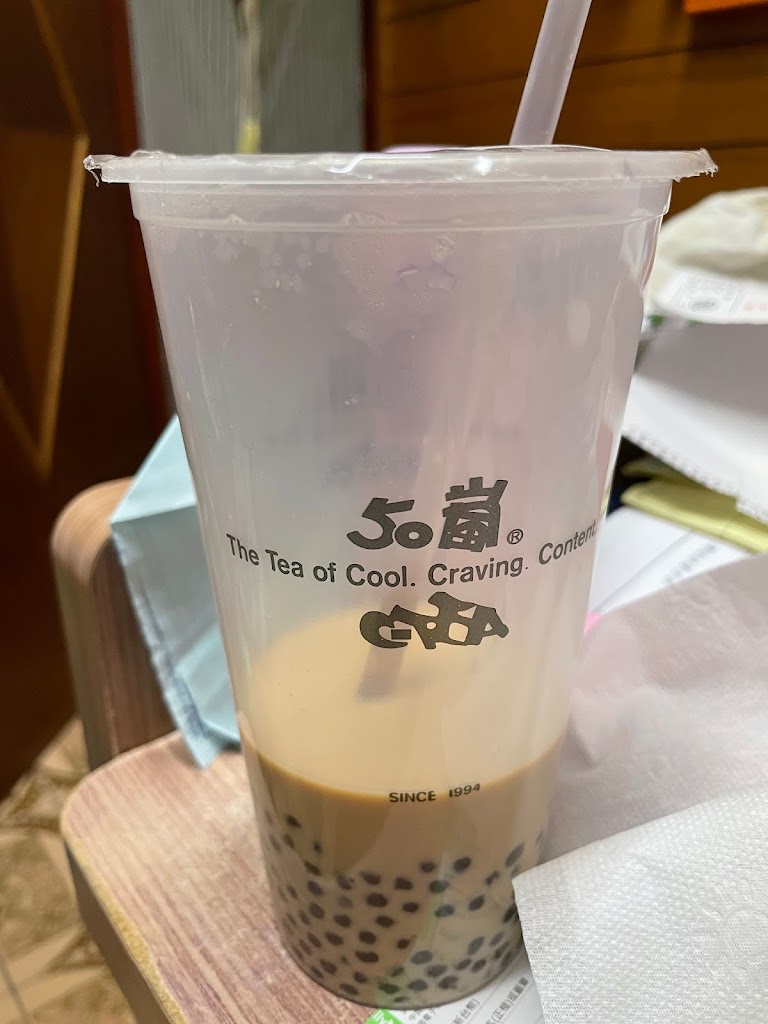 50嵐®
The Tea of Cool. Craving. Content.
SINCE 1994